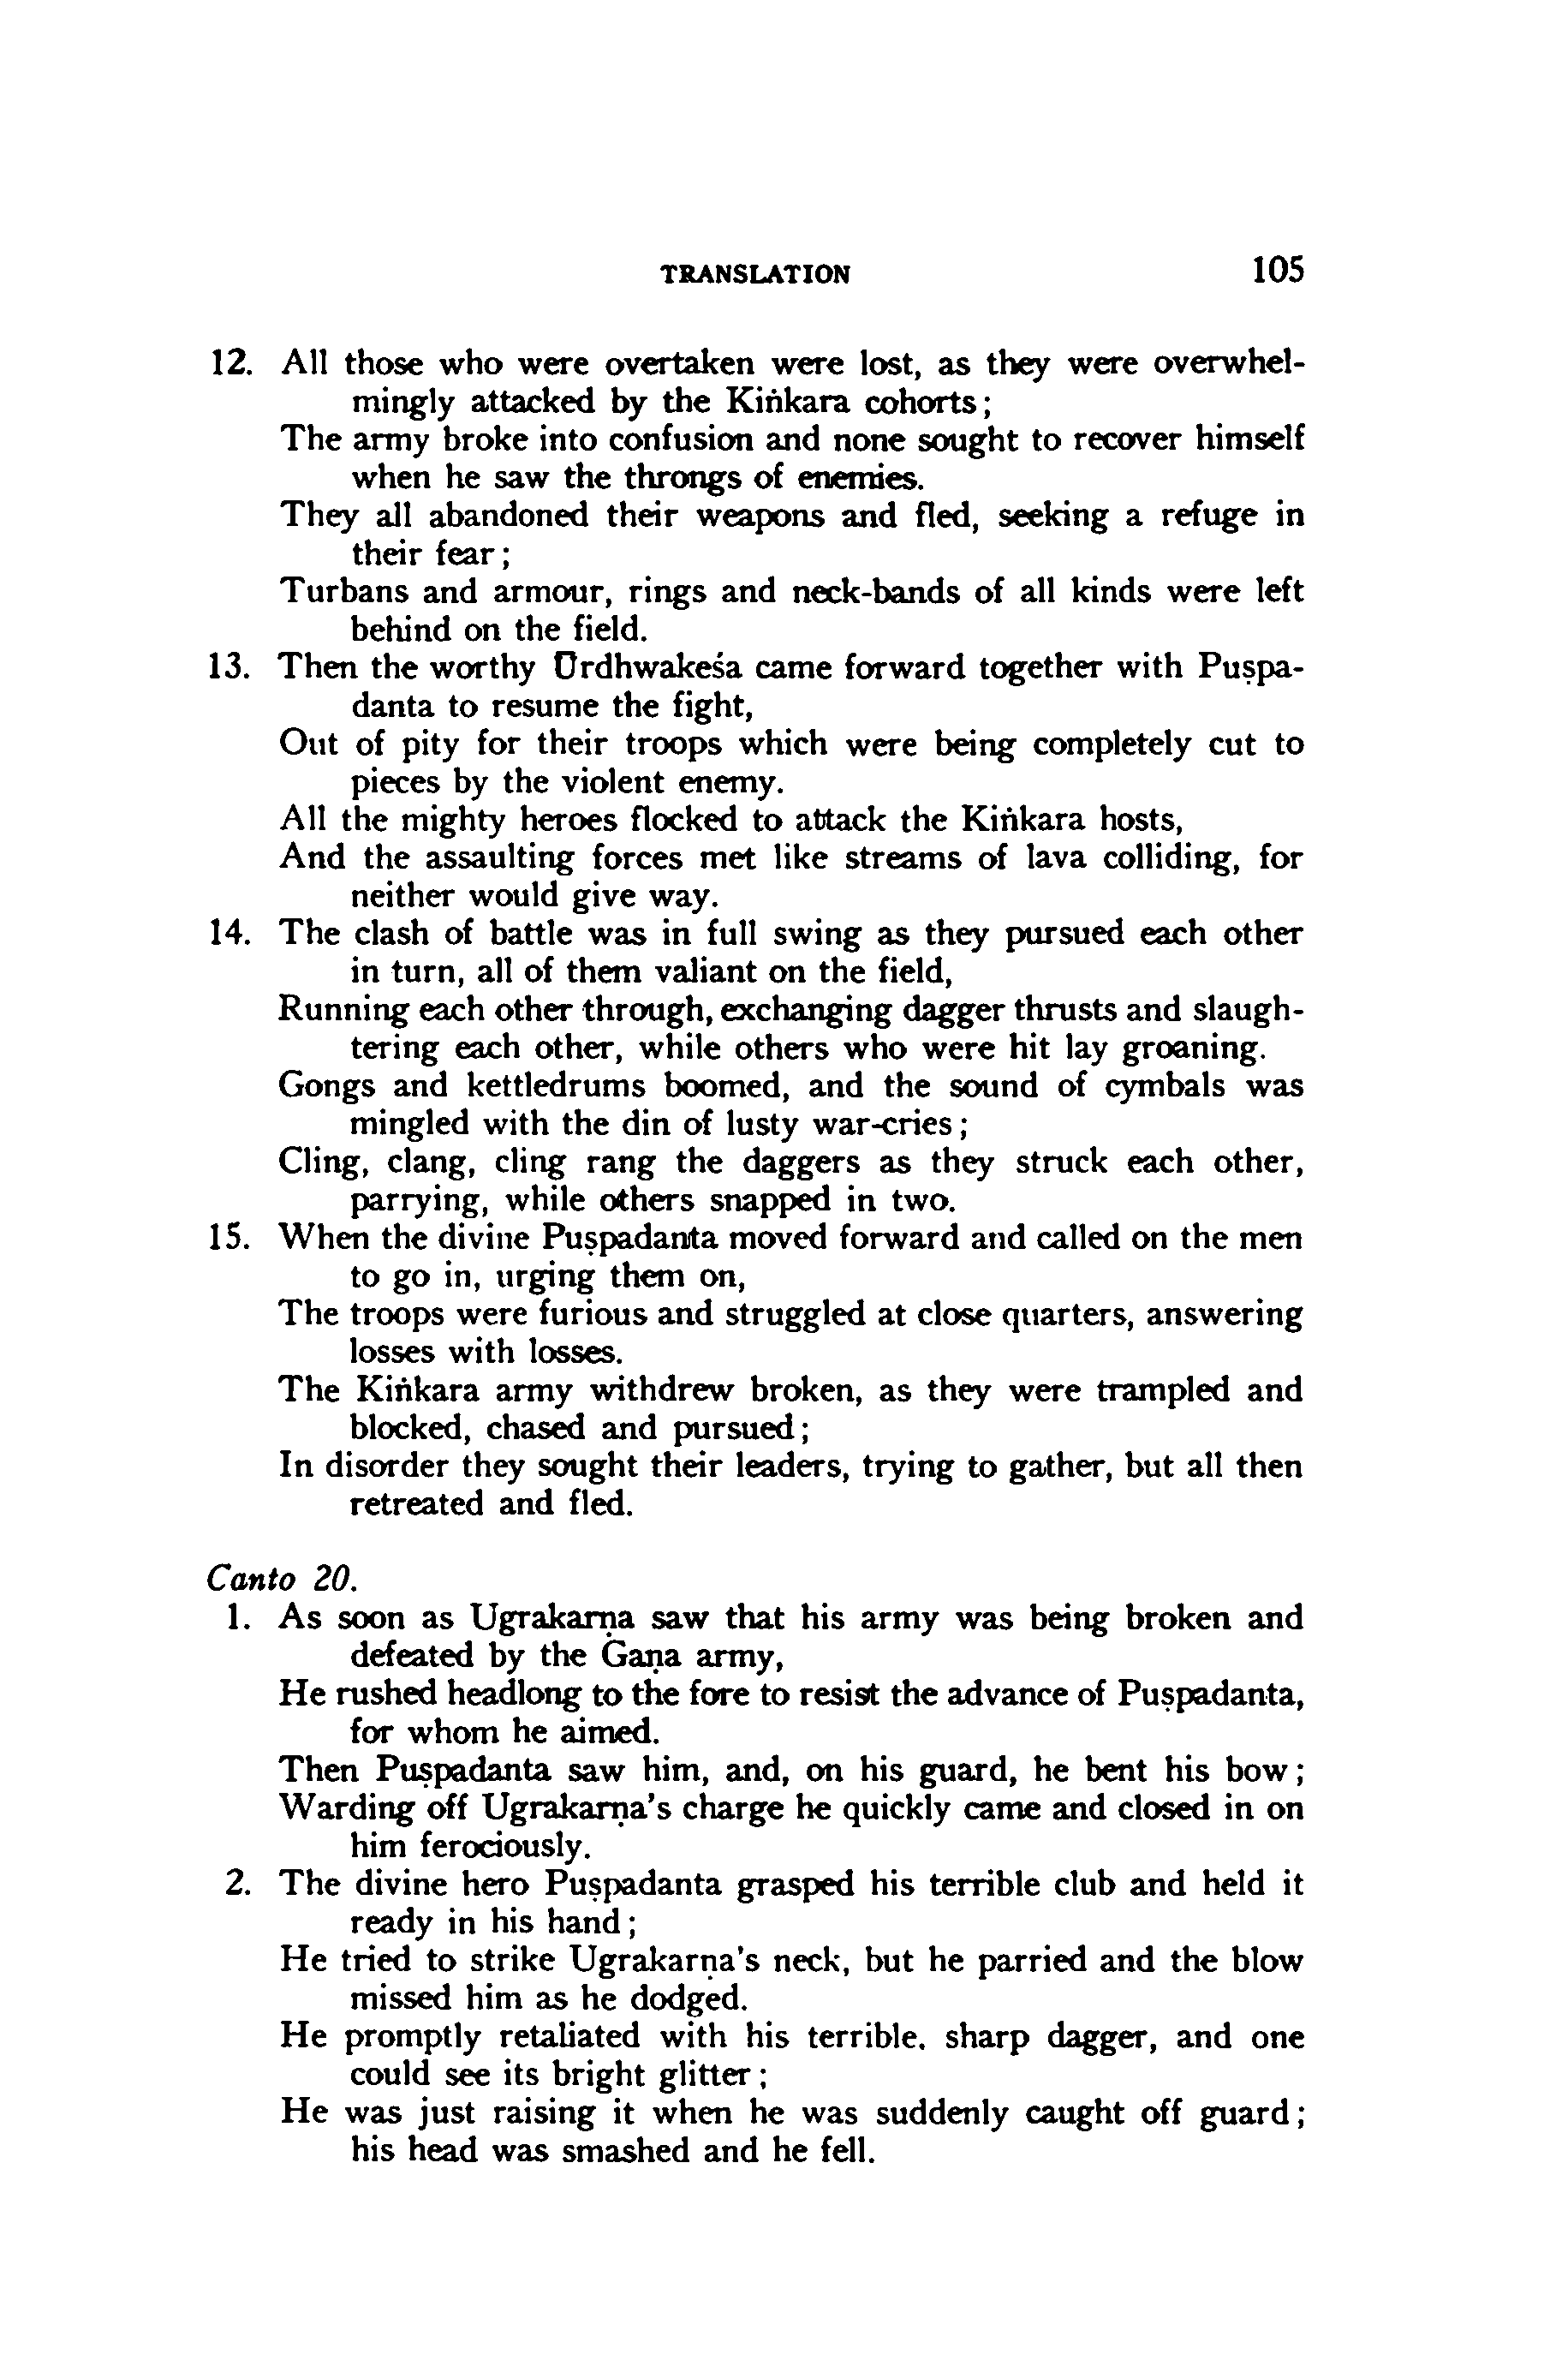 TRANSLATION 105
12. All those who were overtaken were lost, as they were overwhel-
mingly attacked by the Kiṅkara cohorts;
The army broke into confusion and none sought to recover himself
when he saw the throngs of enemies.
They all abandoned their weapons and fled, seeking a refuge in
their fear;
Turbans and armour, rings and neck-bands of all kinds were left
behind on the field.
13. Then the worthy Ūrdhwakeśa came forward together with Puṣpa-
danta to resume the fight,
Out of pity for their troops which were being completely cut to
pieces by the violent enemy.
All the mighty heroes flocked to attack the Kiṅkara hosts,
And the assaulting forces met like streams of lava colliding, for
neither would give way.
14. The clash of battle was in full swing as they pursued each other
in turn, all of them valiant on the field,
Running each other through, exchanging dagger thrusts and slaugh-
tering each other, while others who were hit lay groaning.
Gongs and kettledrums boomed, and the sound of cymbals was
mingled with the din of lusty war-cries;
Cling, clang, cling rang the daggers as they struck each other,
parrying, while others snapped in two.
15. When the divine Puṣpadanta moved forward and called on the men
to go in, urging them on,
The troops were furious and struggled at close quarters, answering
losses with losses.
The Kiṅkara army withdrew broken, as they were trampled and
blocked, chased and pursued;
In disorder they sought their leaders, trying to gather, but all then
retreated and fled.
Canto 20.
1. As soon as Ugrakarṇa saw that his army was being broken and
defeated by the Gaṇa army,
He rushed headlong to the fore to resist the advance of Puṣpadanta,
for whom he aimed.
Then Puṣpadanta saw him, and, on his guard, he bent his bow;
Warding off Ugrakarṇa's charge he quickly came and closed in on
him ferociously.
2. The divine hero Puṣpadanta grasped his terrible club and held it
ready in his hand;
He tried to strike Ugrakarṇa's neck, but he parried and the blow
missed him as he dodged.
He promptly retaliated with his terrible. sharp dagger, and one
could see its bright glitter;
He was just raising it when he was suddenly caught off guard;
his head was smashed and he fell.